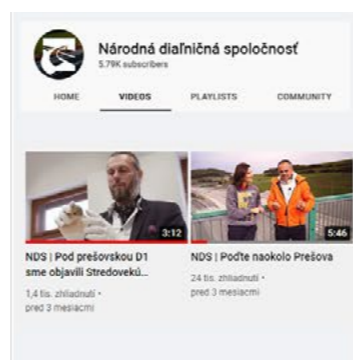 Národná diaľničná spoločnosť
5.79K subscribers
HOME VIDEOS PLAYLISTS COMMUNITY
3:12
5:46
NDS | Pod prešovskou D1
sme objavili Stredovekú...
1,4 tis. zhliadnutí •
pred 3 mesiacmi
NDS | Poďte naokolo Prešova
24 tis. zhliadnutí •
pred 3 mesiacmi